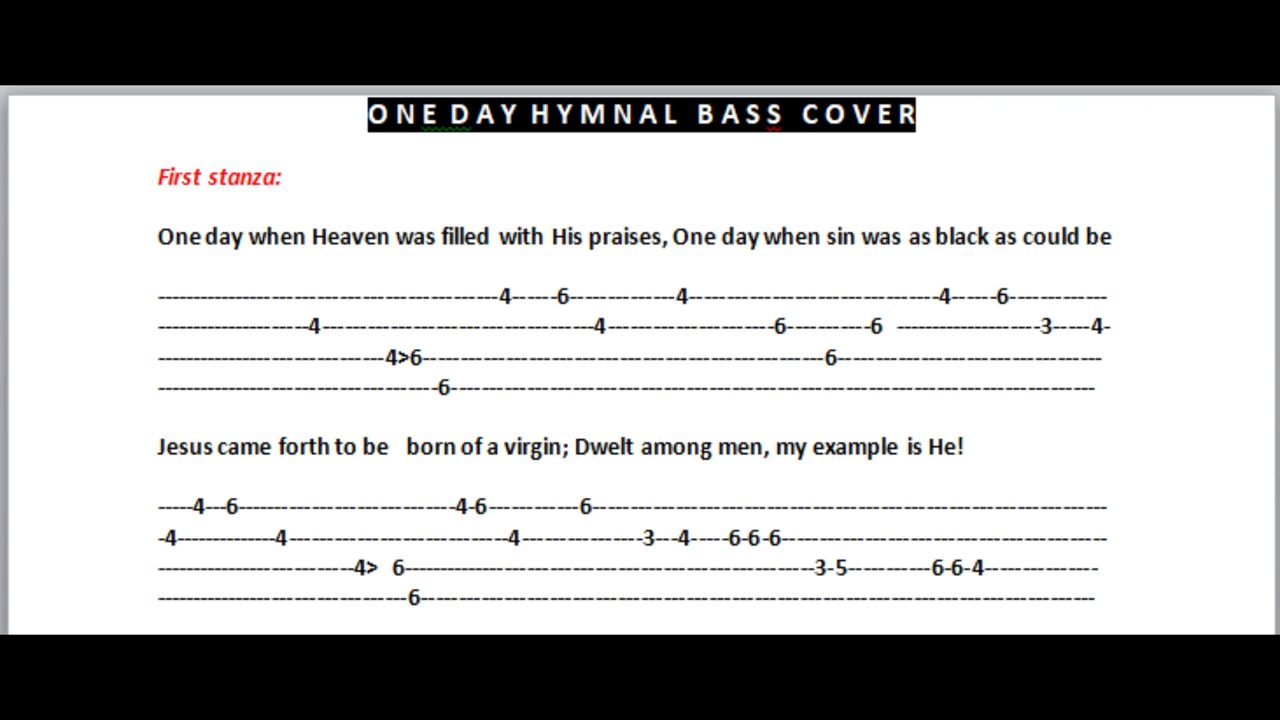 ONE DAY HYMNAL BASS COVER
First stanza:
One day when Heaven was filled with His praises, One day when sin was as black as could be
------------------------------------------4------6--------------4-------------------------------4------6------------
-------------------4----------------------------------4---------------------6-----------6 ------------------3-----4-
----------------------------4>6--------------------------------------------------6---------------------------------
-----------------------------------6--------------------------------------------------------------------------------
Jesus came forth to be born of a virgin; Dwelt among men, my example is He!
-----4---6---------------------------4-6------------6----------------------------------------------------------------
-4-------------4----------------------------4---------------3---4-----6-6-6-----------------------------------------
------------------------4> 6---------------------------------------------------3-5-----------6-6-4--------------
-------------------------------6------------------------------------------------------------------------------------